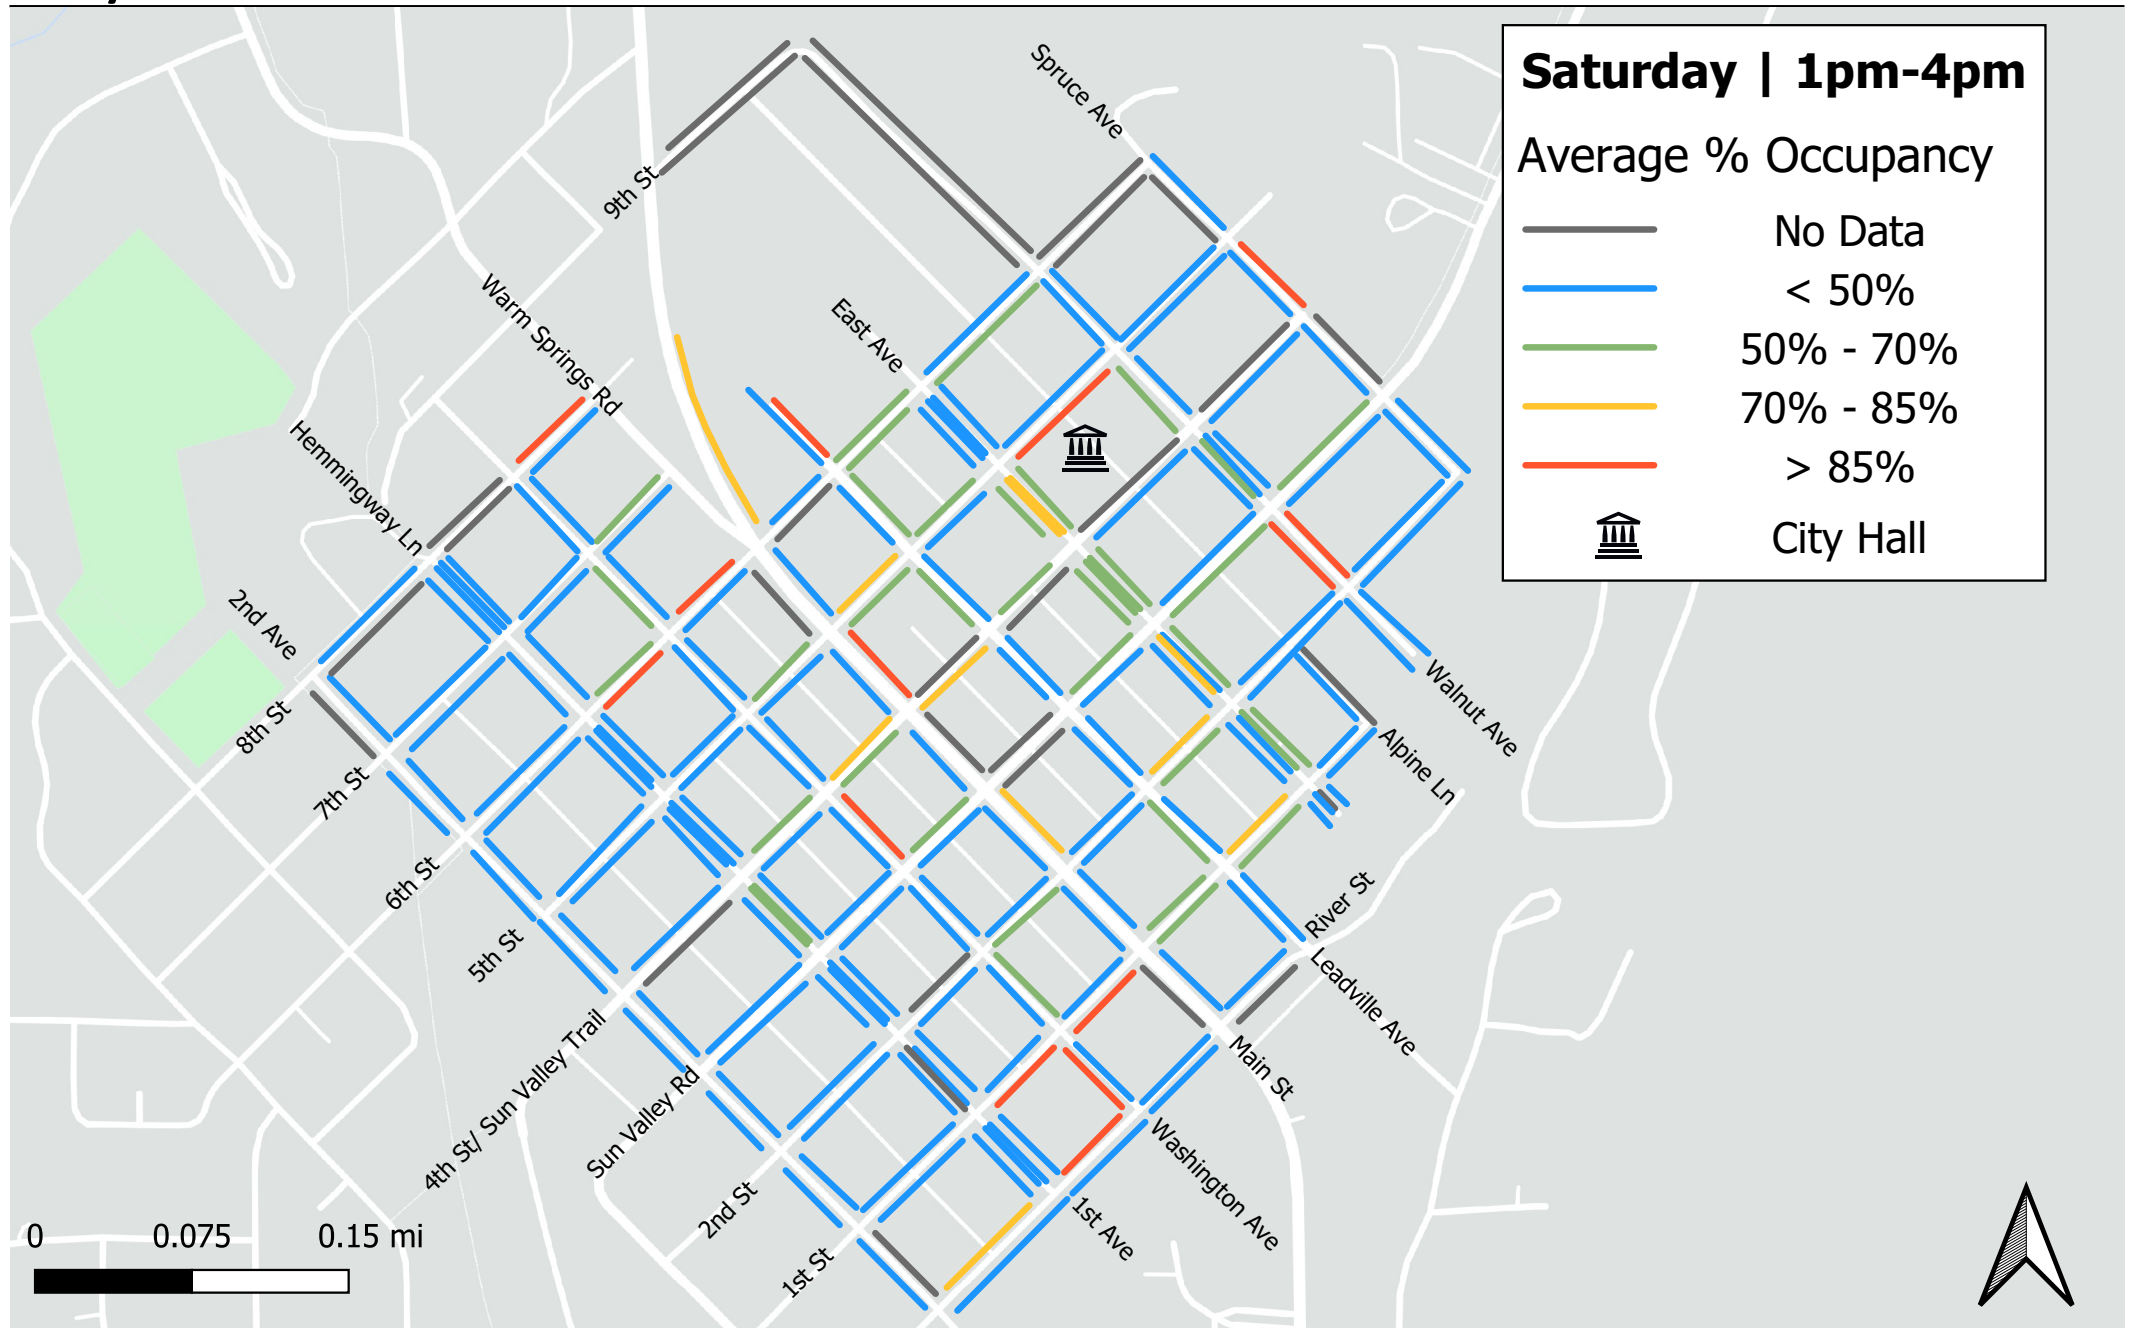 Saturday | 1pm-4pm
Average % Occupancy
No Data
< 50%
50% - 70%
70% - 85%
> 85%
City Hall
Spruce Ave
9th St
East Ave
Warm Springs Rd
Hemmingway Ln
2nd Ave
8th St
7th St
6th St
5th St
4th St/ Sun Valley Trail
Sun Valley Rd
2nd St
1st St
Walnut Ave
Alpine Ln
River St
Leadville Ave
Main St
Washington Ave
1st Ave
0 0.075 0.15 mi